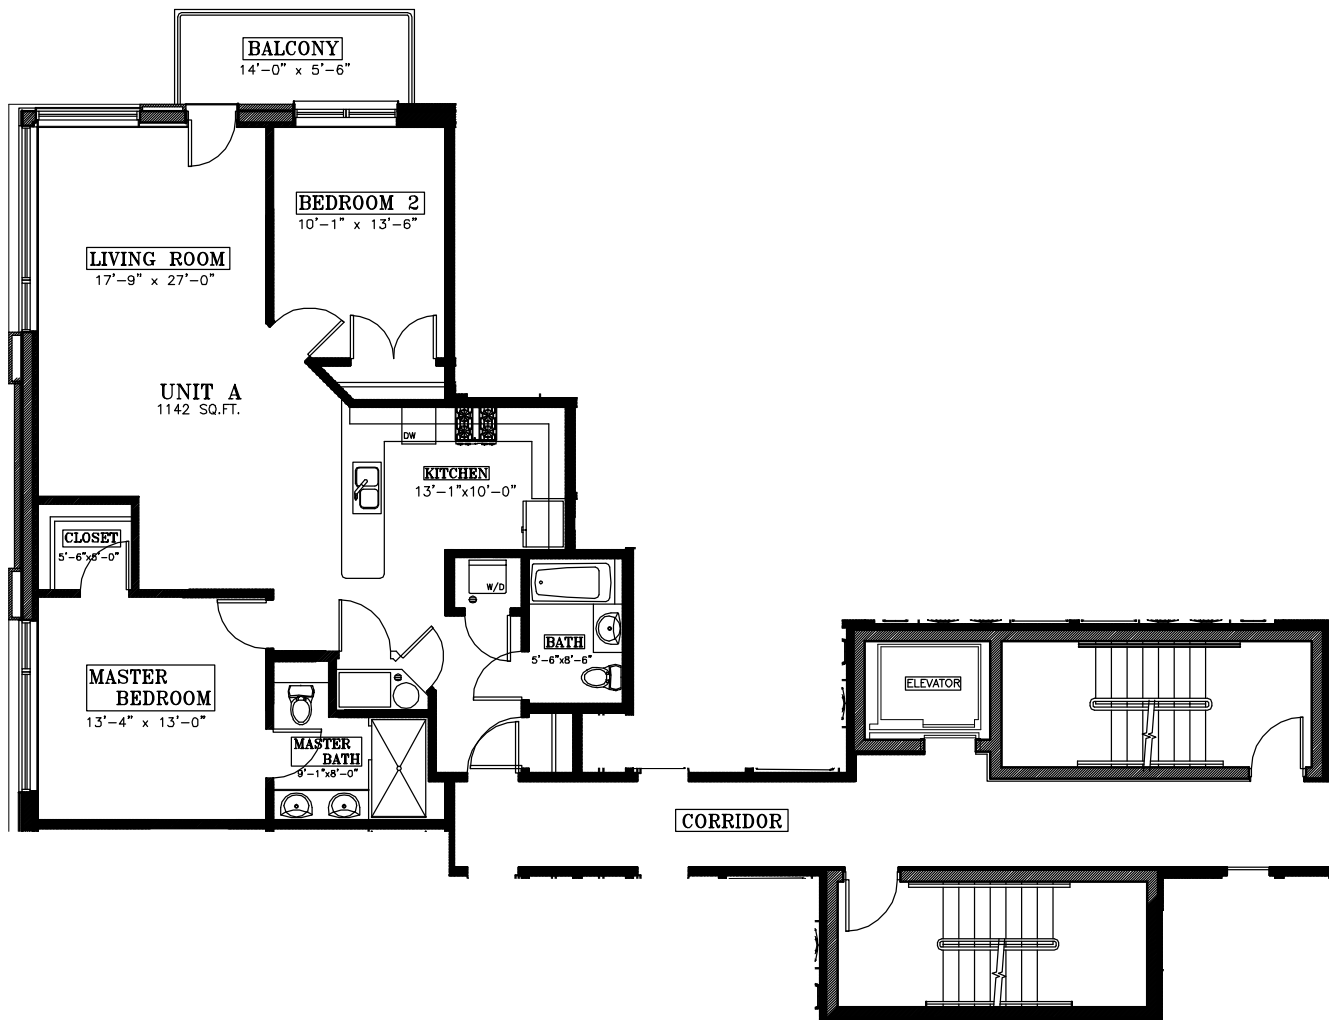 BALCONY
14'-0" x 5'-6"
BEDROOM 2
10'-1" x 13'-6"
LIVING ROOM
17'-9" x 27'-0"
UNIT A
1142 SQ.FT.
DW
KITCHEN
13'-1"x10'-0"
CLOSET
5'-6"x5'-0"
W/D
BATH
5'-6"x8'-6"
MASTER
BEDROOM
13'-4" x 13'-0"
MASTER
BATH
9'-1"x8'-0"
ELEVATOR
CORRIDOR